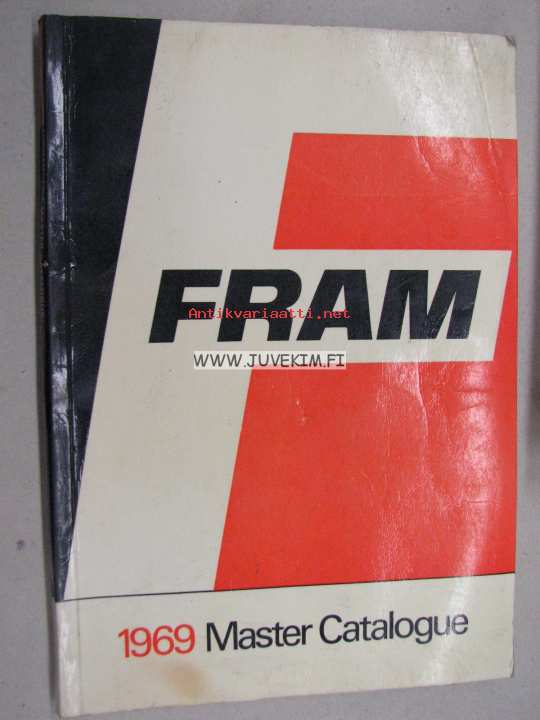 FRAM
Antikvariaatti.net
WWW.JUVEKIM.FI
1969 Master Catalogue